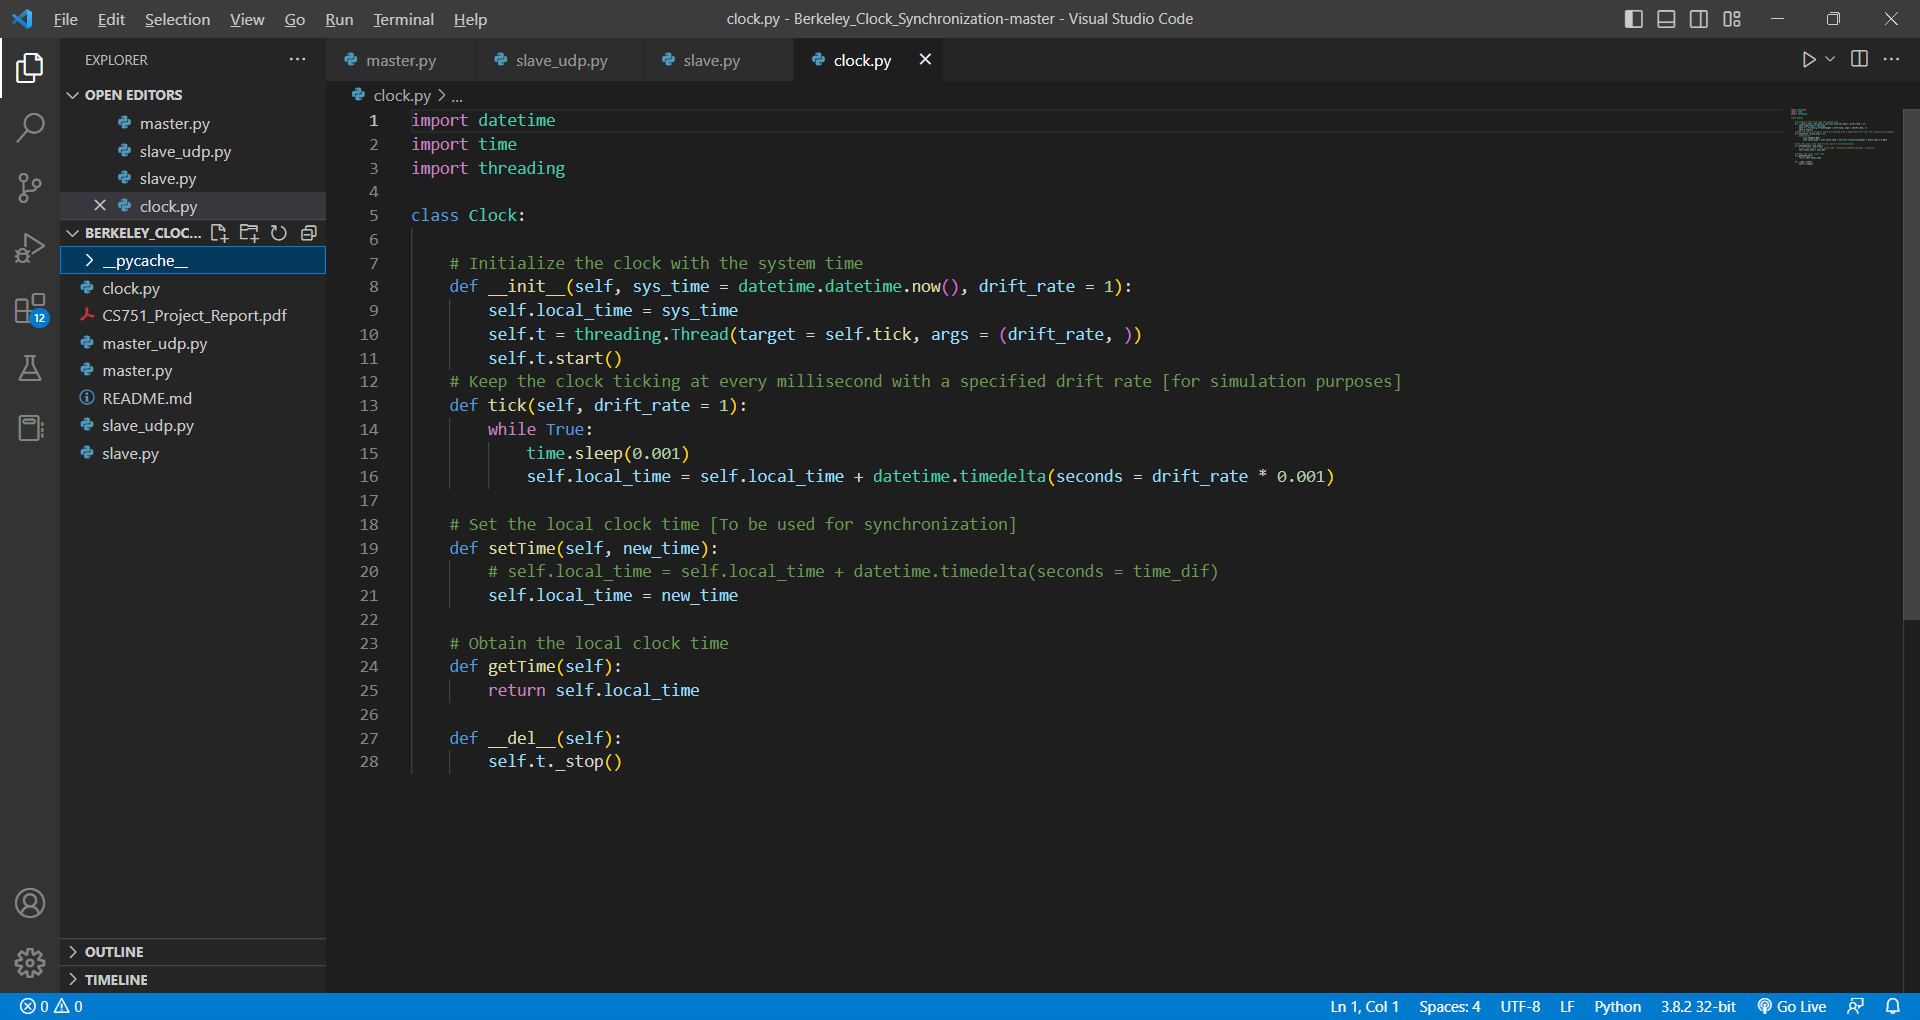 File Edit Selection View Go Run Terminal Help
clock.py - Berkeley_Clock_Synchronization-master - Visual Studio Code
EXPLORER
OPEN EDITORS
master.py
slave_udp.py
slave.py
clock.py
BERKELEY_CLOC...
__pycache__
clock.py
CS751_Project_Report.pdf
master_udp.py
master.py
README.md
slave_udp.py
slave.py
OUTLINE
TIMELINE
12
master.py slave_udp.py slave.py clock.py
clock.py > ...
1 import datetime
2 import time
3 import threading
4
5 class Clock:
6
7 # Initialize the clock with the system time
8 def __init__(self, sys_time = datetime.datetime.now(), drift_rate = 1):
9 self.local_time = sys_time
10 self.t = threading.Thread(target = self.tick, args = (drift_rate, ))
11 self.t.start()
12 # Keep the clock ticking at every millisecond with a specified drift rate [for simulation purposes]
13 def tick(self, drift_rate = 1):
14 while True:
15 time.sleep(0.001)
16 self.local_time = self.local_time + datetime.timedelta(seconds = drift_rate * 0.001)
17
18 # Set the local clock time [To be used for synchronization]
19 def setTime(self, new_time):
20 # self.local_time = self.local_time + datetime.timedelta(seconds = time_dif)
21 self.local_time = new_time
22
23 # Obtain the local clock time
24 def getTime(self):
25 return self.local_time
26
27 def __del__(self):
28 self.t._stop()
0 0
Ln 1, Col 1 Spaces: 4 UTF-8 LF Python 3.8.2 32-bit Go Live